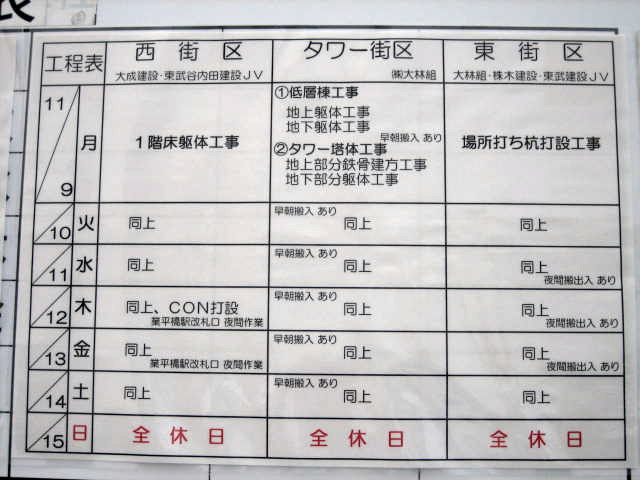 工程表 西街区 タワー街区 東街区
大成建設・東武谷内田建設JV ㈱大林組 大林組・株木建設・東武建設JV
11
9 月
1階床躯体工事
①低層棟工事
地上躯体工事
地下躯体工事
早朝搬入 あり
②タワー塔体工事
地上部分鉄骨建方工事
地下部分躯体工事
場所打ち杭打設工事
10 火 同上 早朝搬入 あり 同上 同上
11 水 同上 早朝搬入 あり 同上 同上
夜間搬出入 あり
12 木 同上、CON打設 早朝搬入 あり 同上 同上
業平橋駅改札口 夜間作業 夜間搬出入 あり
13 金 同上 早朝搬入 あり 同上 同上
業平橋駅改札口 夜間作業 夜間搬出入 あり
14 土 同上 早朝搬入 あり 同上 同上
15 日 全休日 全休日 全休日